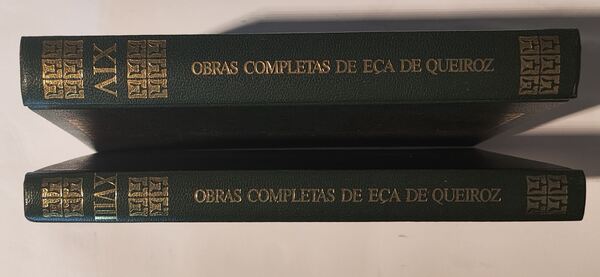 XIV
OBRAS COMPLETAS DE EÇA DE QUEIROZ
XVIII
OBRAS COMPLETAS DE EÇA DE QUEIROZ